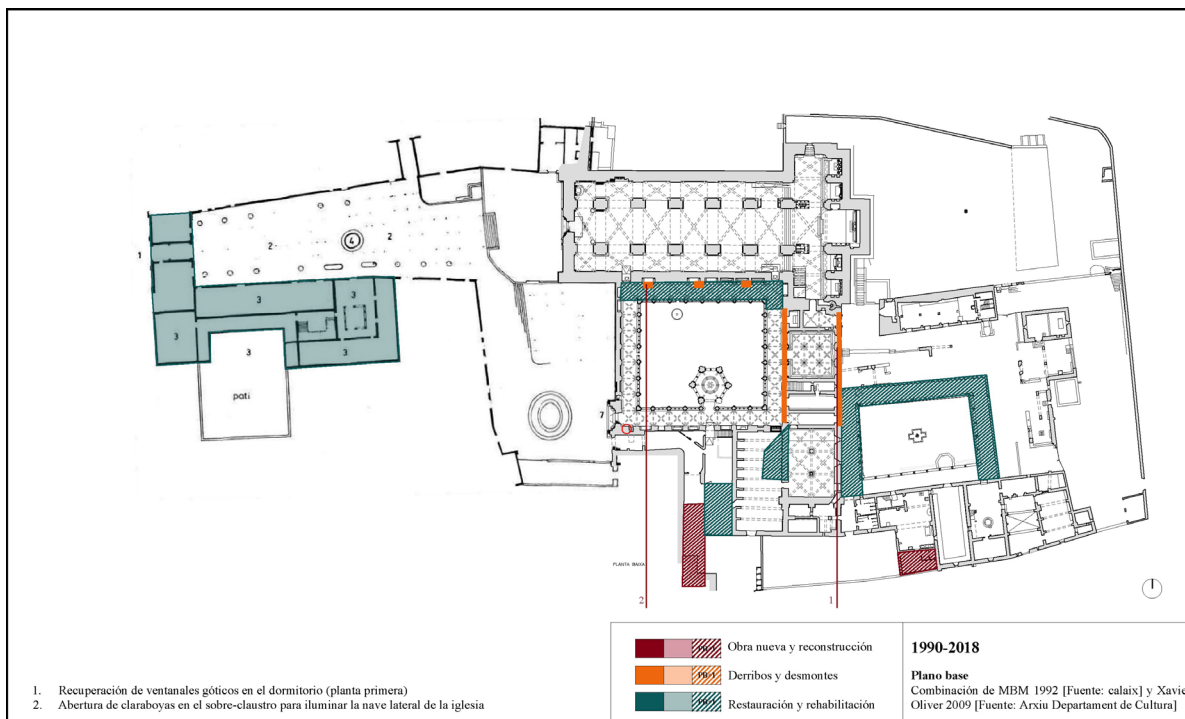 1
2
4
2
3
3
3
3
3
pati
7
PLANTA BAIXA
2
1
Obra nueva y reconstrucción
Derribos y desmontes
Restauración y rehabilitación
1990-2018
Plano base
Combinación de MBM 1992 [Fuente: calaix] y Xavie
Oliver 2009 [Fuente: Arxiu Departament de Cultura]
1. Recuperación de ventanales góticos en el dormitorio (planta primera)
2. Abertura de claraboyas en el sobre-claustro para iluminar la nave lateral de la iglesia